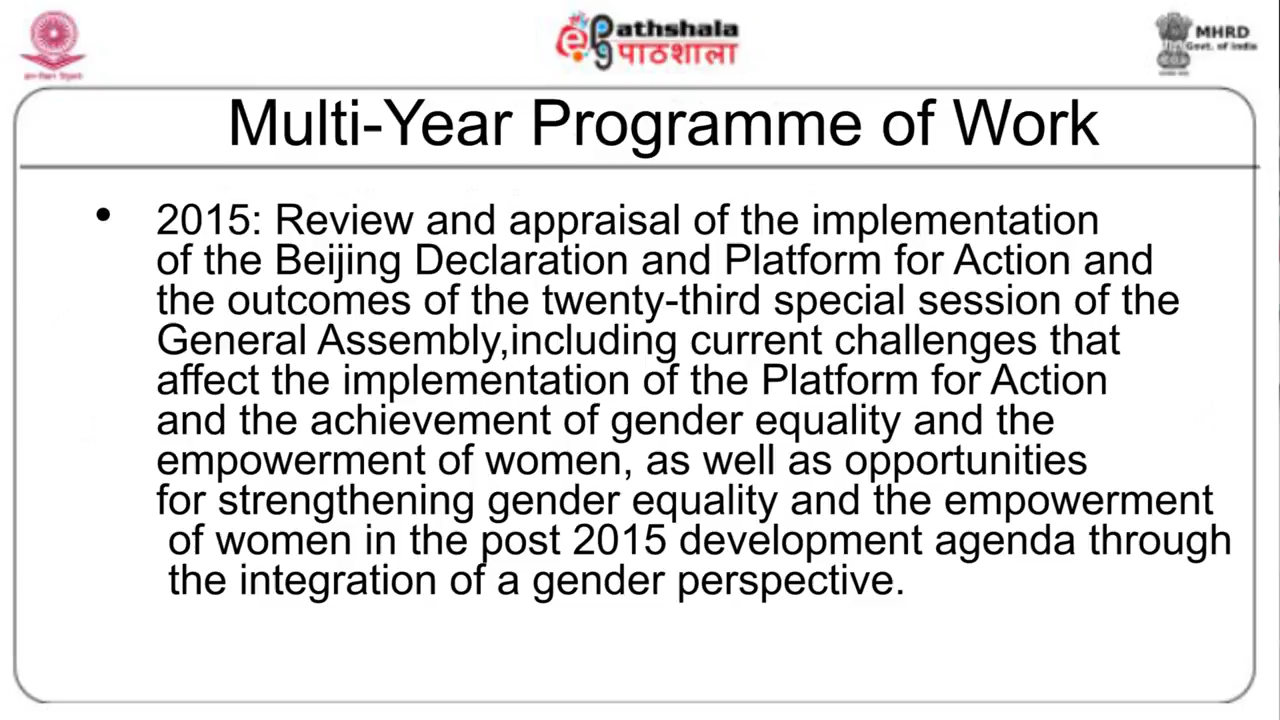 ePathshala
पाठशाला
MHRD
Govt. of India
Multi-Year Programme of Work
• 2015: Review and appraisal of the implementation
of the Beijing Declaration and Platform for Action and
the outcomes of the twenty-third special session of the
General Assembly,including current challenges that
affect the implementation of the Platform for Action
and the achievement of gender equality and the
empowerment of women, as well as opportunities
for strengthening gender equality and the empowerment
of women in the post 2015 development agenda through
the integration of a gender perspective.